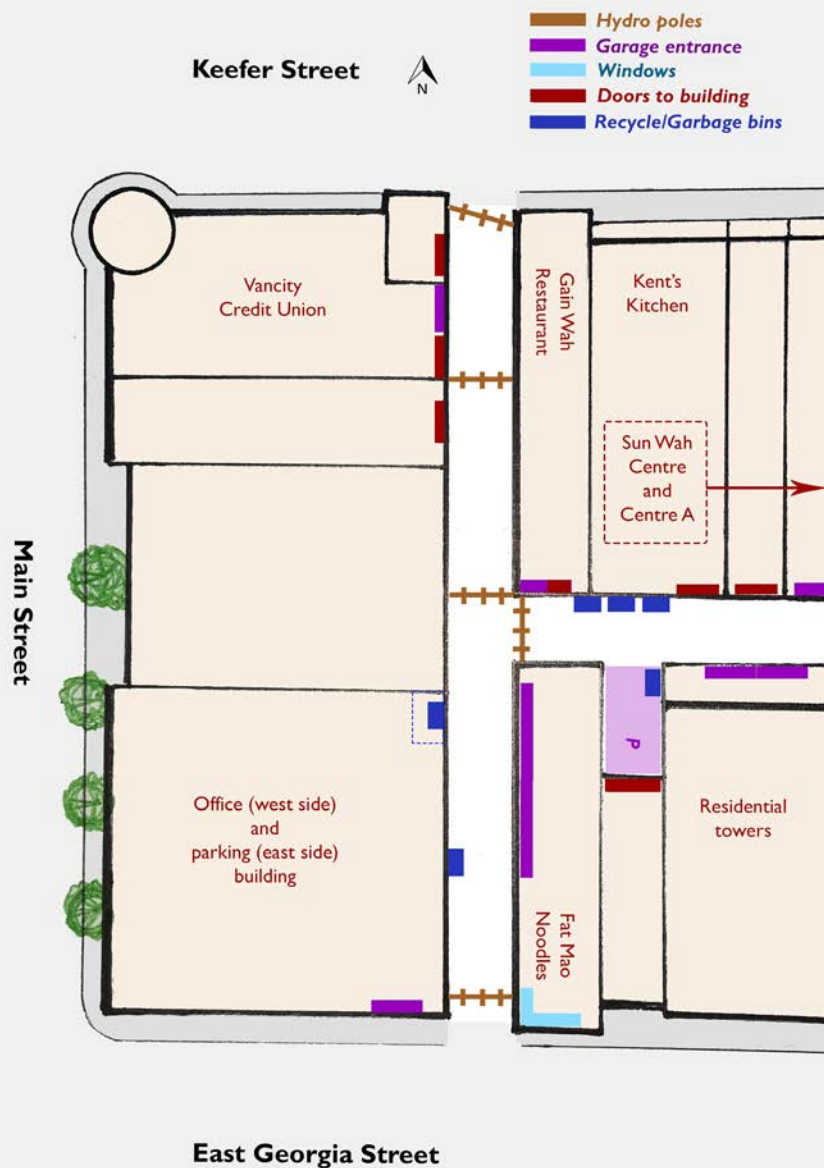 Hydro poles
Garage entrance
Windows
Doors to building
Recycle/Garbage bins
Keefer Street
N
Vancity
Credit Union
Gain Wah
Restaurant
Kent's
Kitchen
Sun Wah
Centre
and
Centre A
Main Street
P
Office (west side)
and
parking (east side)
building
Residential
towers
Fat Mao
Noodles
East Georgia Street